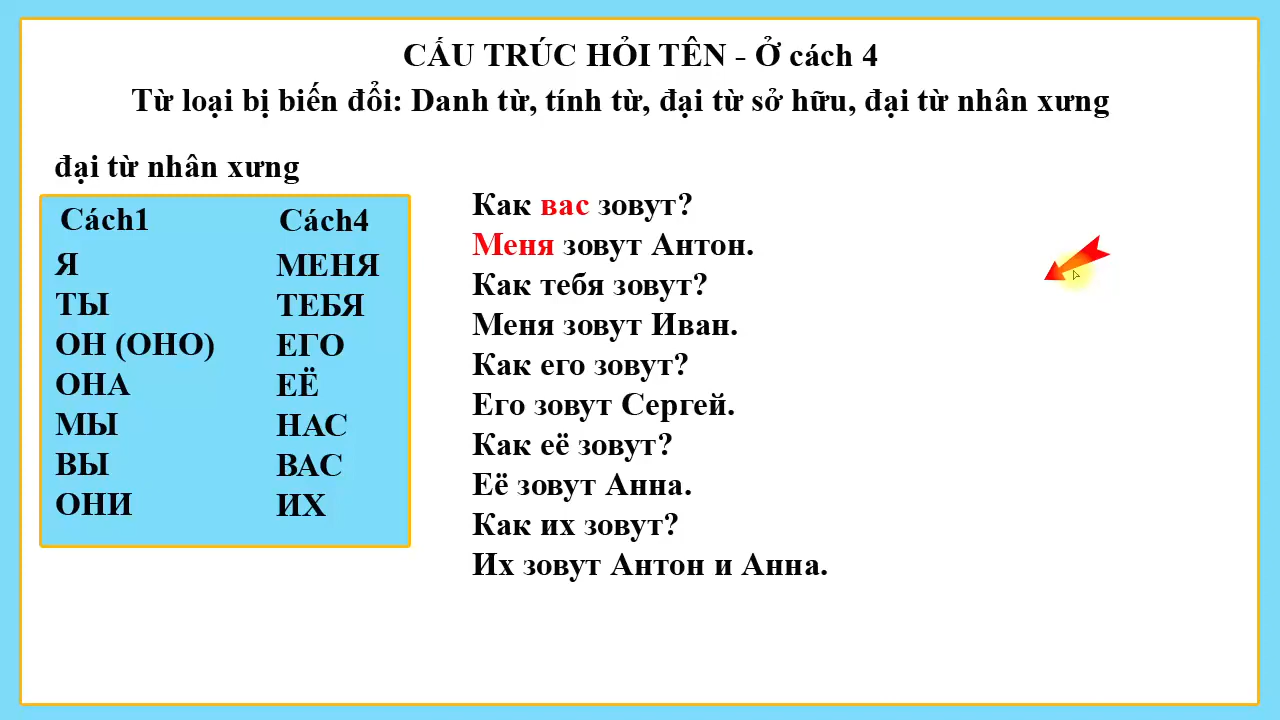 CẤU TRÚC HỎI TÊN - Ở cách 4
Từ loại bị biến đổi: Danh từ, tính từ, đại từ sở hữu, đại từ nhân xưng
đại từ nhân xưng
Cách1 Cách4
Я МЕНЯ
ТЫ ТЕБЯ
ОН (ОНО) ЕГО
ОНА ЕЁ
МЫ НАС
ВЫ ВАС
ОНИ ИХ
Как вас зовут?
Меня зовут Антон.
Как тебя зовут?
Меня зовут Иван.
Как его зовут?
Его зовут Сергей.
Как её зовут?
Её зовут Анна.
Как их зовут?
Их зовут Антон и Анна.